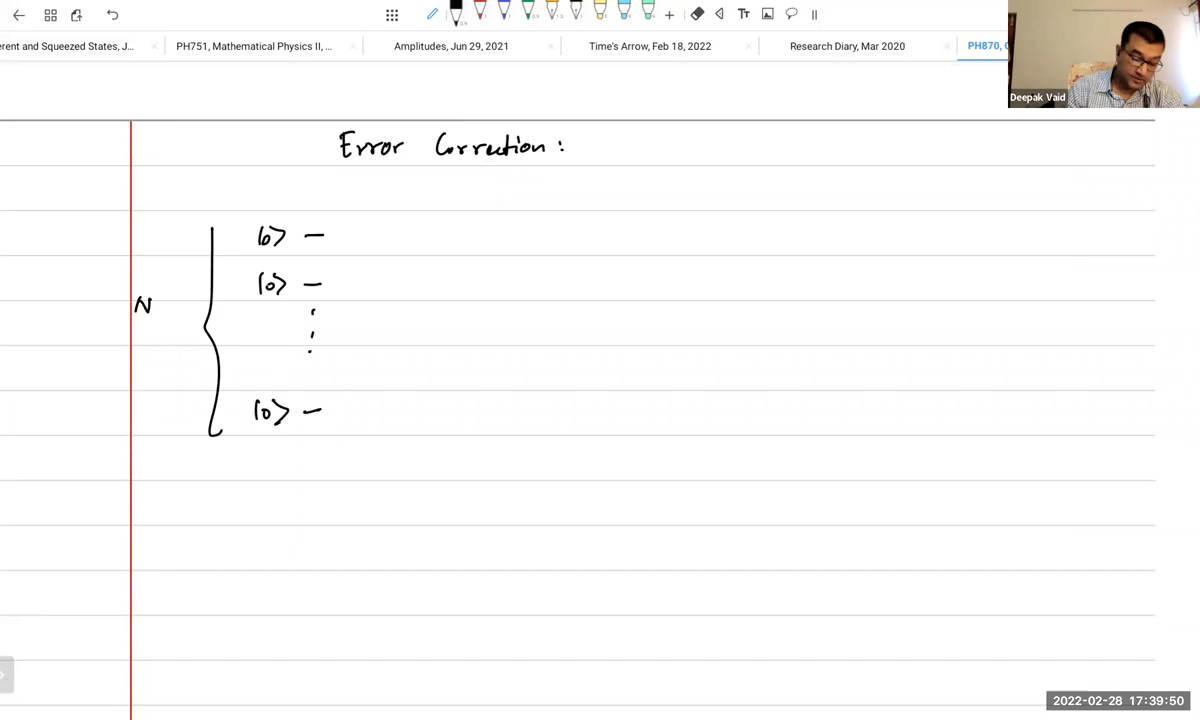 erent and Squeezed States, J...
PH751, Mathematical Physics II, ...
Amplitudes, Jun 29, 2021
Time's Arrow, Feb 18, 2022
Research Diary, Mar 2020
PH870,
Deepak Vaid
Error Correction:
|0⟩ –
|0⟩ –
N
⋮
|0⟩ –
2022-02-28 17:39:50